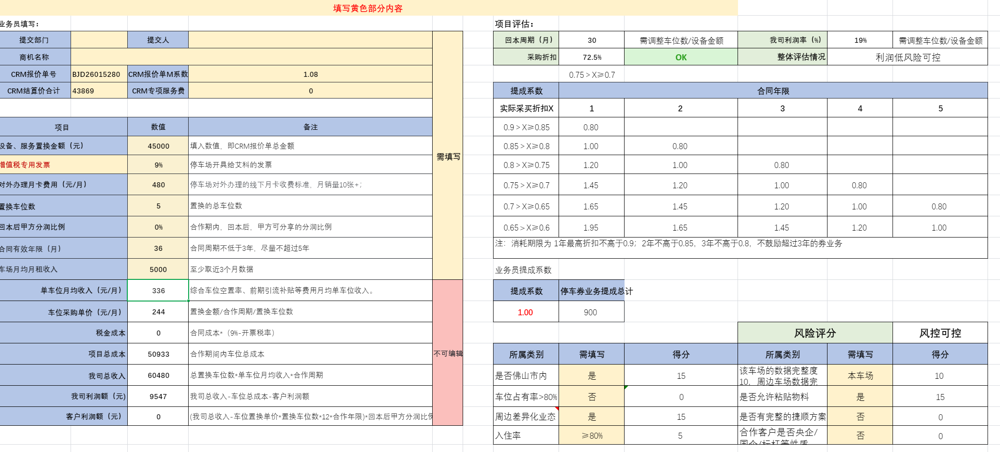 填写黄色部分内容
业务员填写：
提交部门 提交人
商机名称
CRM报价单号 BJD26015280 CRM报价单M系数 1.08
CRM结算价合计 43869 CRM专项服务费 0
项目 数值 备注
设备、服务置换金额（元） 45000 填入数值，即CRM报价单总金额
增值税专用发票 9% 停车场开具给艾科的发票
对外办理月卡费用（元/月） 480 停车场对外办理的线下月卡收费标准，月销量10张+；
置换车位数 5 置换的总车位数
回本后甲方分润比例 0% 合作期内，回本后，甲方可分享的分润比例
合同有效年限（月） 36 合同周期不低于3年，尽量不超过5年
车场月均月租收入 5000 至少取近3个月数据
需填写
单车位月均收入（元/月） 336 综合车位空置率、前期引流补贴等费用月均单车位收入。
车位采购单价（元/月） 244 置换金额/合作周期/置换车位数
税金成本 0 合同成本*（9%-开票税率）
项目总成本 50933 合作期间内车位总成本
我司总收入 60480 总置换车位数*单车位月均收入*合作周期
我司利润额（元） 9547 我司总收入-车位总成本-客户利润额
客户利润额（元） 0 (我司总收入-车位置换单价*置换车位数*12*合作年限)*回本后甲方分润比例
不可编辑
项目评估：
回本周期（月） 30 需调整车位数/设备金额 我司利润率（%） 19% 需调整车位数/设备金额
采购折扣 72.5% OK 整体评估情况 利润低风险可控
0.75＞X≥0.7
提成系数 合同年限
实际采买折扣X 1 2 3 4 5
0.9＞X≥0.85 0.80
0.85＞X≥0.8 1.00 0.80
0.8＞X≥0.75 1.20 1.00 0.80
0.75＞X≥0.7 1.45 1.20 1.00 0.80
0.7＞X≥0.65 1.65 1.45 1.20 1.00 0.80
0.65＞X≥0.6 1.95 1.65 1.45 1.20 1.00
注：消耗期限为 1年最高折扣不高于0.9；2年不高于0.85，3年不高于0.8，不鼓励超过3年的券业务
业务员提成系数
提成系数 停车券业务提成总计
1.00 900
风险评分 风控可控
所属类别 需填写 得分 所属类别 需填写 得分
是否佛山市内 是 15 该车场的数据完整度
10，周边车场数据完 本车场 10
车位占有率>80% 否 0 是否允许粘贴物料 是 15
周边差异化业态 是 15 是否有完整的捷顺方案 否 0
入住率 ≥80% 5 合作客户是否央企/
国企/标杆等性质 否 0